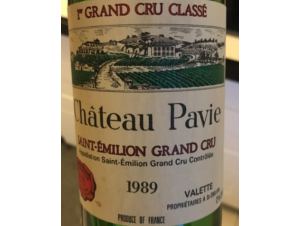 1er GRAND CRU CLASSÉ
Château Pavie
SAINT-ÉMILION GRAND CRU
Appellation Saint-Émilion Grand Cru Contrôlée
1989
VALETTE
PROPRIÉTAIRES A
PRODUCE OF FRANCE